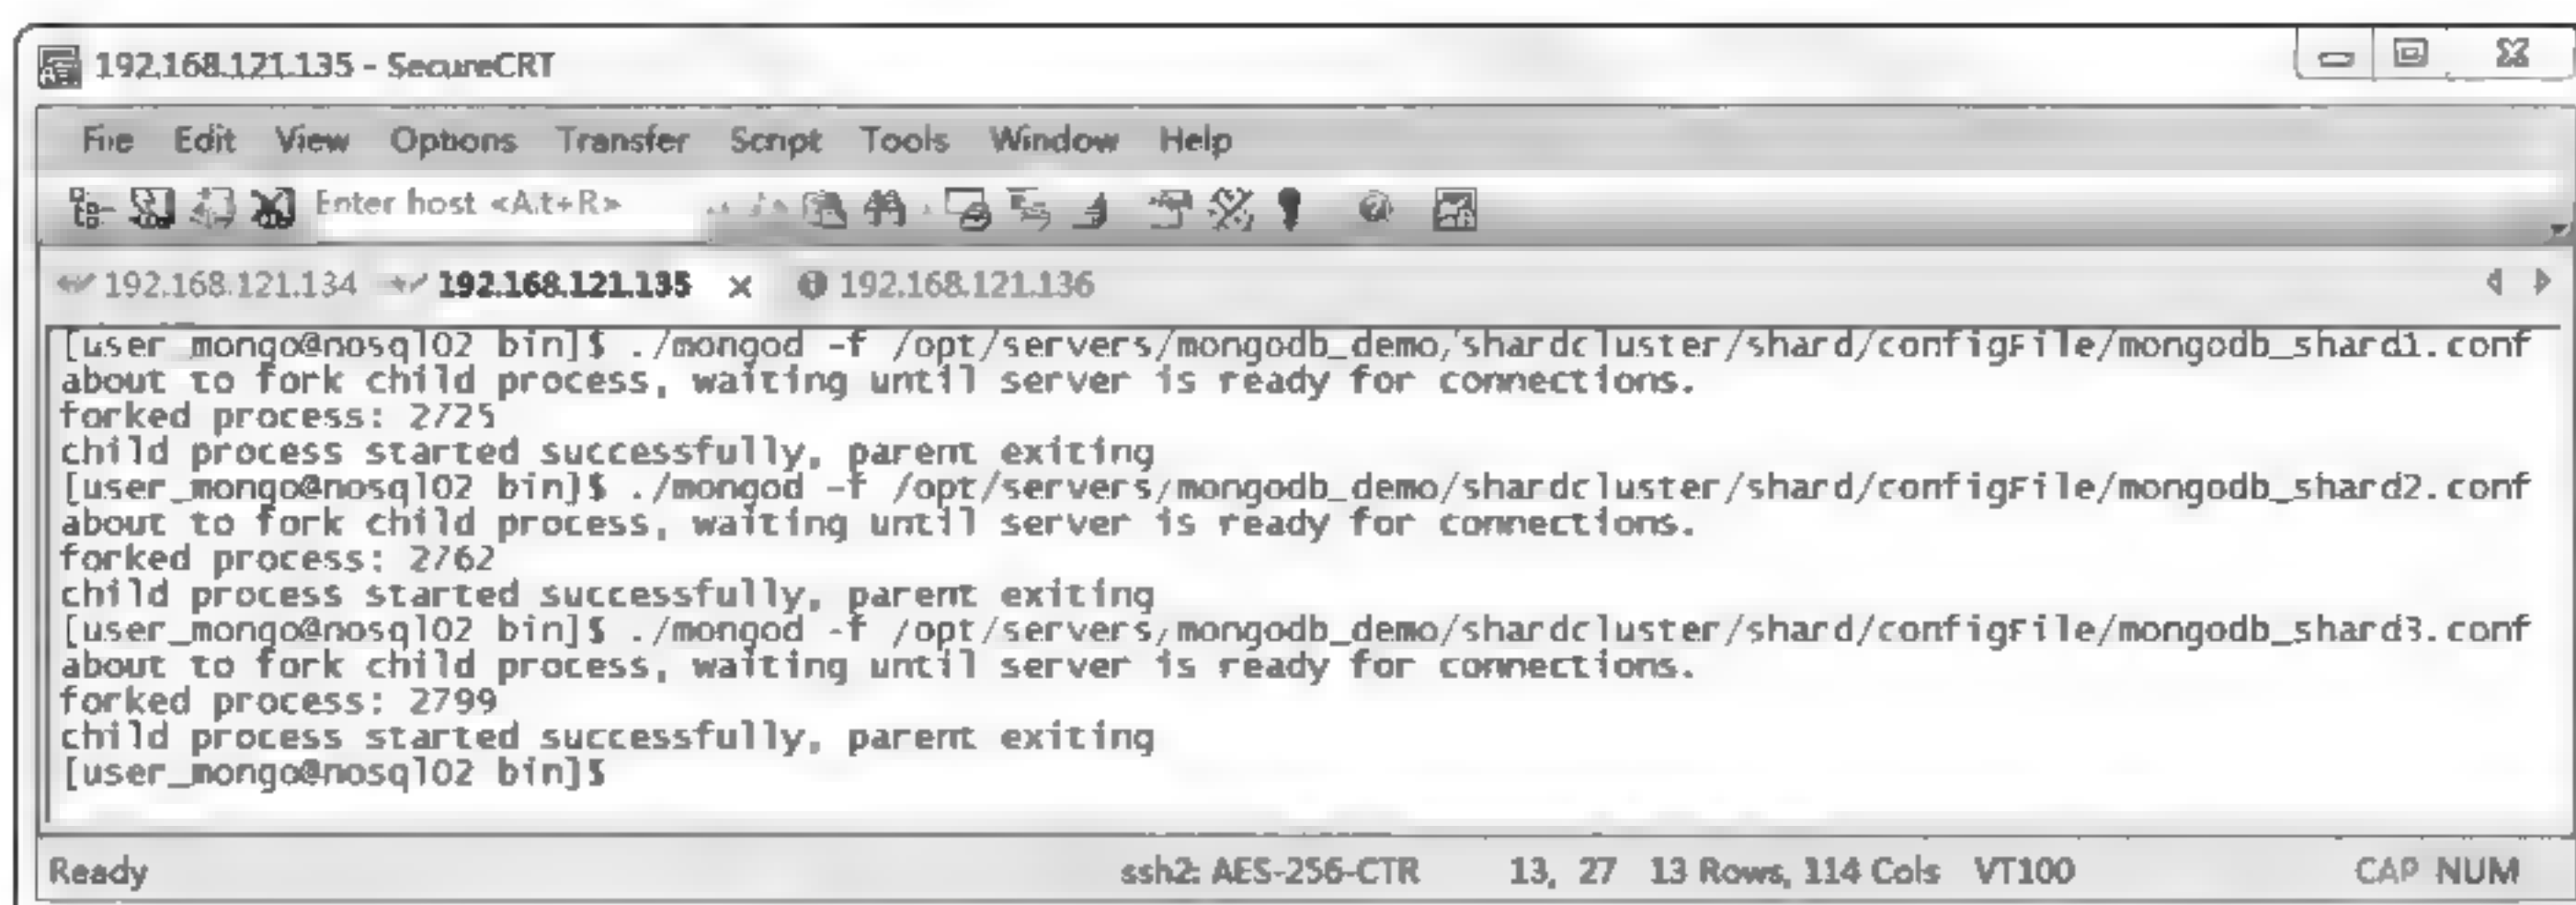 192.168.121.135 - SecureCRT
File Edit View Options Transfer Script Tools Window Help
Enter host <Alt+R>
192.168.121.134 192.168.121.135 192.168.121.136
[user_mongo@nosql02 bin]$ ./mongod -f /opt/servers/mongodb_demo/shardcluster/shard/configFile/mongodb_shard1.conf
about to fork child process, waiting until server is ready for connections.
forked process: 2725
child process started successfully, parent exiting
[user_mongo@nosql02 bin]$ ./mongod -f /opt/servers/mongodb_demo/shardcluster/shard/configFile/mongodb_shard2.conf
about to fork child process, waiting until server is ready for connections.
forked process: 2762
child process started successfully, parent exiting
[user_mongo@nosql02 bin]$ ./mongod -f /opt/servers/mongodb_demo/shardcluster/shard/configFile/mongodb_shard3.conf
about to fork child process, waiting until server is ready for connections.
forked process: 2799
child process started successfully, parent exiting
[user_mongo@nosql02 bin]$
Ready ssh2: AES-256-CTR 13, 27 13 Rows, 114 Cols VT100 CAP NUM